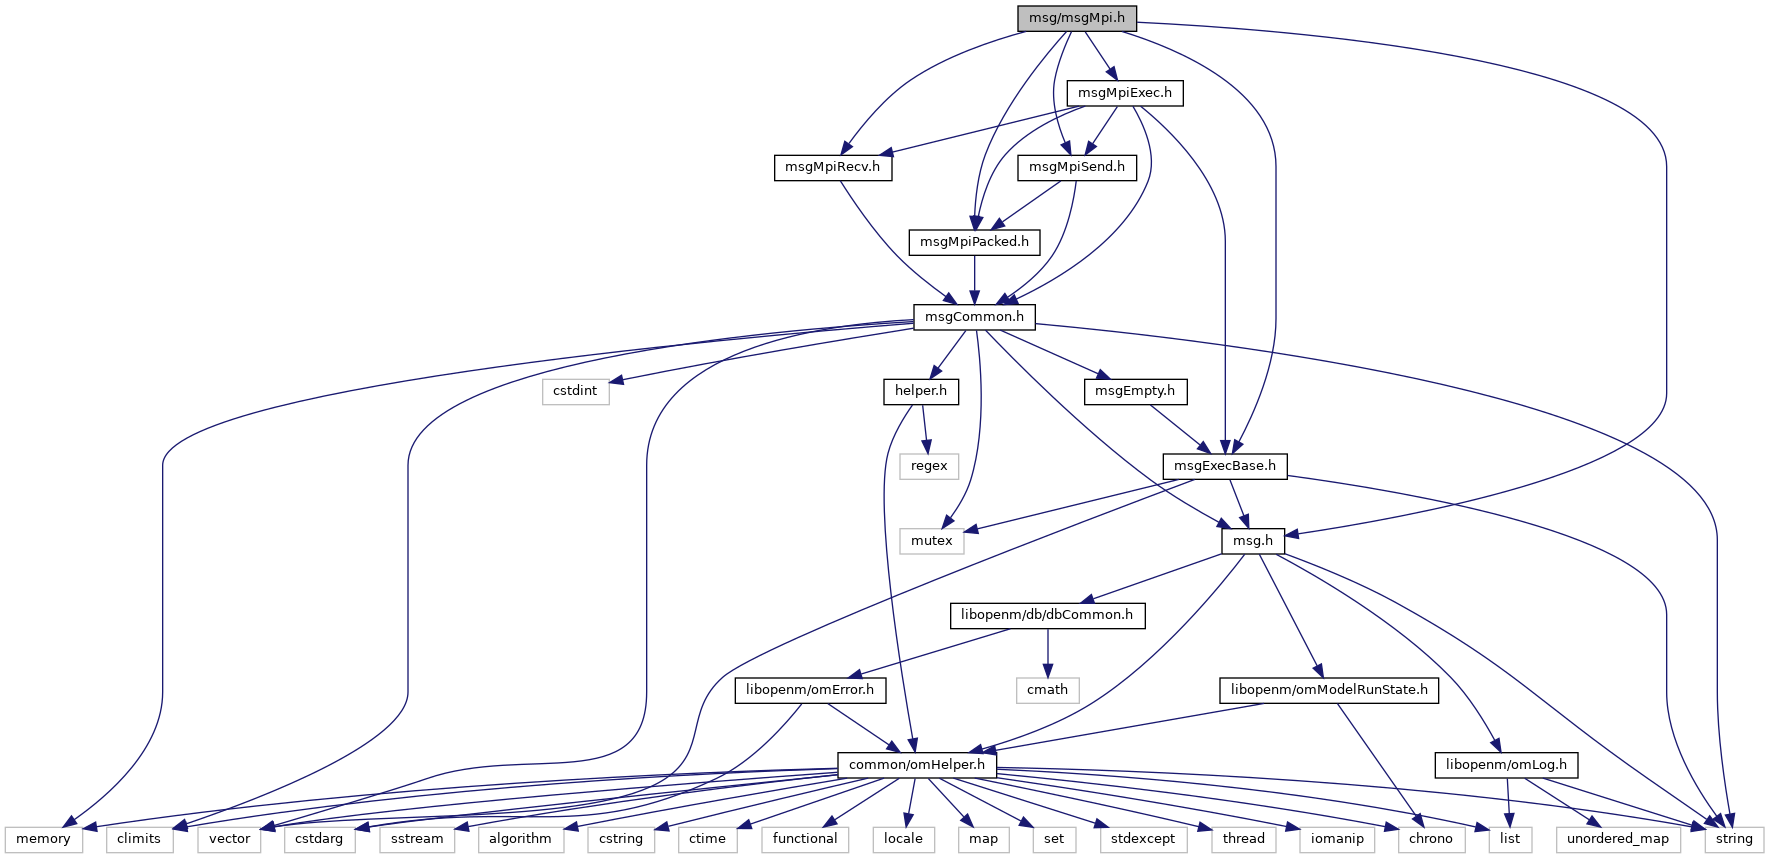 msg/msgMpi.h
msgMpiExec.h
msgMpiRecv.h
msgMpiSend.h
msgMpiPacked.h
msgCommon.h
cstdint
helper.h
msgEmpty.h
regex
msgExecBase.h
mutex
msg.h
libopenm/db/dbCommon.h
libopenm/omError.h
cmath
libopenm/omModelRunState.h
common/omHelper.h
libopenm/omLog.h
memory
climits
vector
cstdarg
sstream
algorithm
cstring
ctime
functional
locale
map
set
stdexcept
thread
iomanip
chrono
list
unordered_map
string